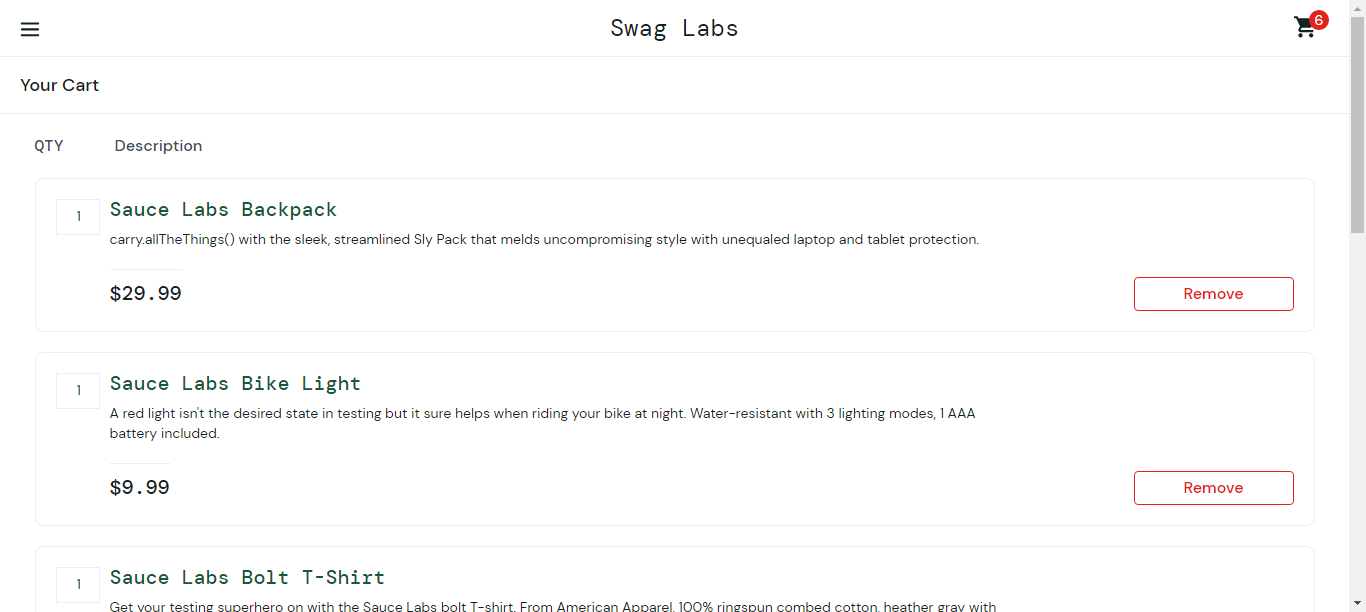 Swag Labs
6
Your Cart
QTY Description
1
Sauce Labs Backpack
carry.allTheThings() with the sleek, streamlined Sly Pack that melds uncompromising style with unequaled laptop and tablet protection.
$29.99
Remove
1
Sauce Labs Bike Light
A red light isn't the desired state in testing but it sure helps when riding your bike at night. Water-resistant with 3 lighting modes, 1 AAA
battery included.
$9.99
Remove
1
Sauce Labs Bolt T-Shirt
Get your testing superhero on with the Sauce Labs bolt T-shirt. From American Apparel, 100% ringspun combed cotton, heather gray with